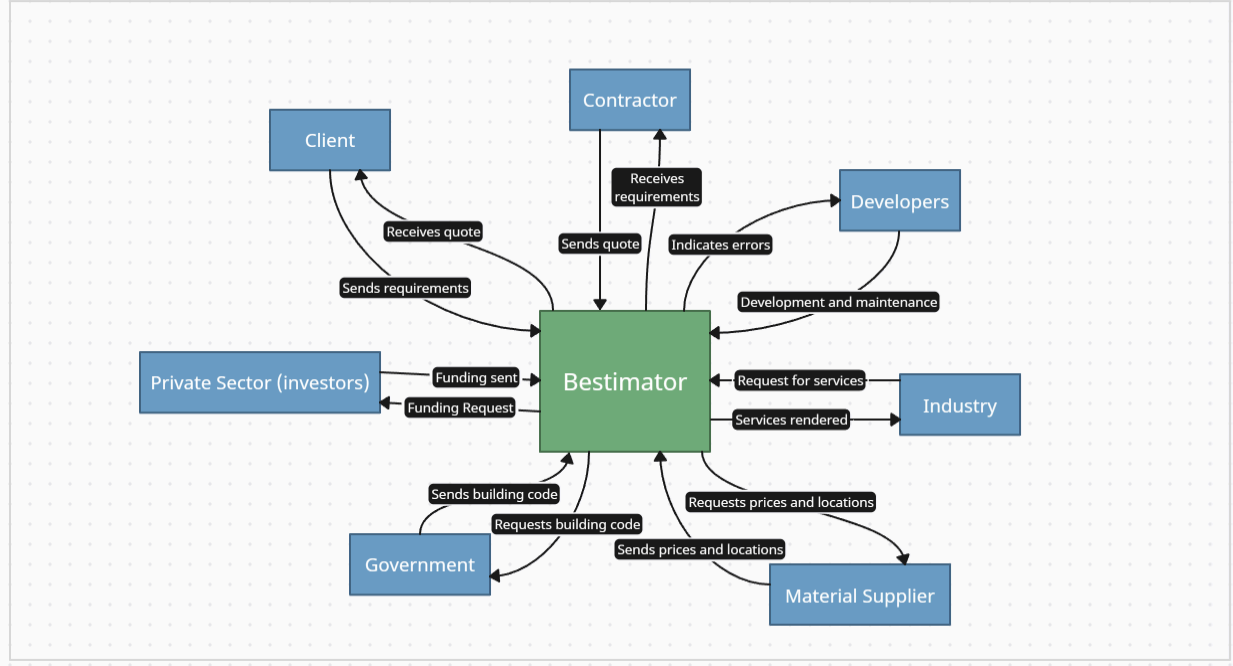 Contractor
Client
Receives
requirements
Developers
Receives quote
Sends quote
Indicates errors
Sends requirements
Development and maintenance
Private Sector (investors)
Funding sent
Bestimator
Request for services
Industry
Funding Request
Services rendered
Sends building code
Requests prices and locations
Requests building code
Sends prices and locations
Government
Material Supplier